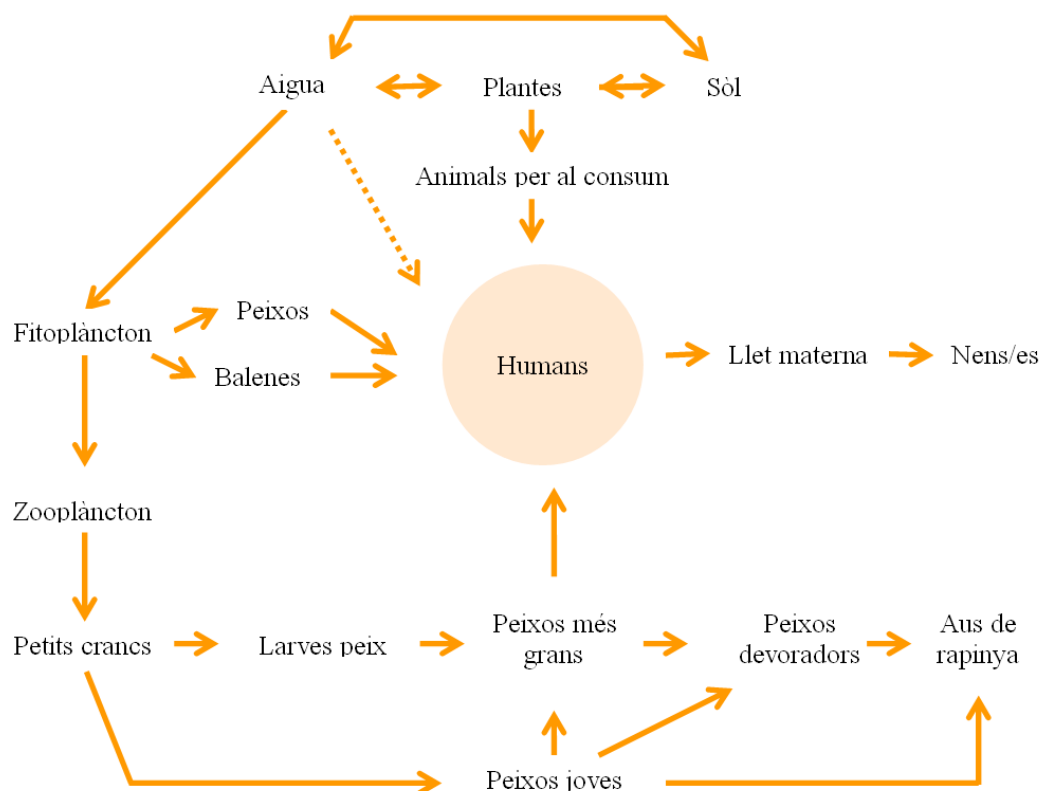 Aigua
Plantes
Sòl
Animals per al consum
Peixos
Fitoplàncton
Balenes
Humans
Llet materna
Nens/es
Zooplàncton
Petits crancs
Larves peix
Peixos més
grans
Peixos
devoradors
Aus de
rapinya
Peixos joves